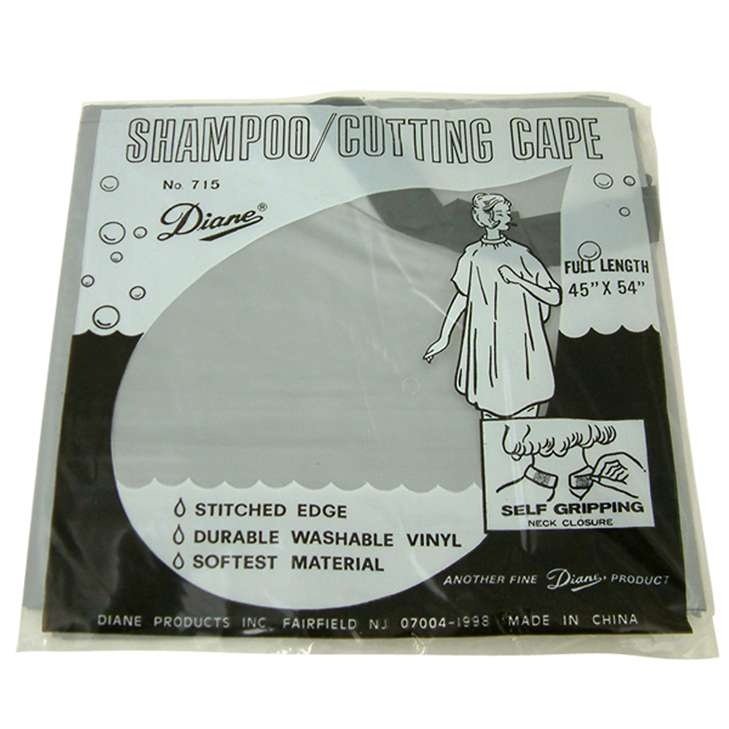 SHAMPOO/CUTTING CAPE
No. 715
Diane®
FULL LENGTH
45" X 54"
SELF GRIPPING
NECK CLOSURE
STITCHED EDGE
DURABLE WASHABLE VINYL
SOFTEST MATERIAL
ANOTHER FINE Diane® PRODUCT
DIANE PRODUCTS INC. FAIRFIELD NJ 07004-1998 MADE IN CHINA